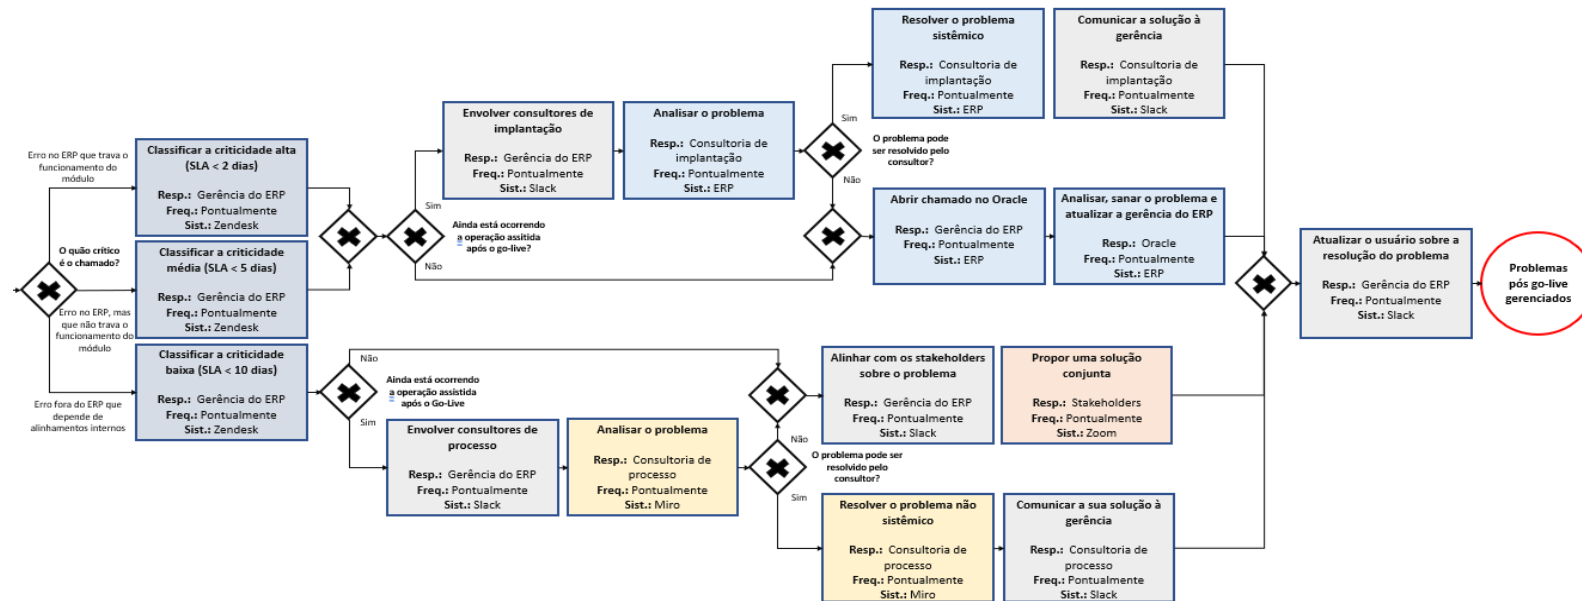 Erro no ERP que trava o
funcionamento do
módulo
O quão crítico
é o chamado?
Erro no ERP, mas
que não trava o
funcionamento do
módulo
Erro fora do ERP que
depende de
alinhamentos internos
Classificar a criticidade alta
(SLA < 2 dias)
Resp.: Gerência do ERP
Freq.: Pontualmente
Sist.: Zendesk
Classificar a criticidade
média (SLA < 5 dias)
Resp.: Gerência do ERP
Freq.: Pontualmente
Sist.: Zendesk
Classificar a criticidade
baixa (SLA < 10 dias)
Resp.: Gerência do ERP
Freq.: Pontualmente
Sist.: Zendesk
Sim
Ainda está ocorrendo
a operação assitida
após o go-live?
Não
Envolver consultores de
implantação
Resp.: Gerência do ERP
Freq.: Pontualmente
Sist.: Slack
Analisar o problema
Resp.: Consultoria de
implantação
Freq.: Pontualmente
Sist.: ERP
Sim
O problema pode
ser resolvido pelo
consultor?
Não
Resolver o problema
sistêmico
Resp.: Consultoria de
implantação
Freq.: Pontualmente
Sist.: ERP
Comunicar a solução à
gerência
Resp.: Consultoria de
implantação
Freq.: Pontualmente
Sist.: Slack
Abrir chamado no Oracle
Resp.: Gerência do ERP
Freq.: Pontualmente
Sist.: ERP
Analisar, sanar o problema e
atualizar a gerência do ERP
Resp.: Oracle
Freq.: Pontualmente
Sist.: ERP
Não
Ainda está ocorrendo
a operação assistida
após o Go-Live
Sim
Envolver consultores de
processo
Resp.: Gerência do ERP
Freq.: Pontualmente
Sist.: Slack
Analisar o problema
Resp.: Consultoria de
processo
Freq.: Pontualmente
Sist.: Miro
Não
O problema pode ser
resolvido pelo
consultor?
Sim
Alinhar com os stakeholders
sobre o problema
Resp.: Gerência do ERP
Freq.: Pontualmente
Sist.: Slack
Propor uma solução
conjunta
Resp.: Stakeholders
Freq.: Pontualmente
Sist.: Zoom
Resolver o problema não
sistêmico
Resp.: Consultoria de
processo
Freq.: Pontualmente
Sist.: Miro
Comunicar a sua solução à
gerência
Resp.: Consultoria de
processo
Freq.: Pontualmente
Sist.: Slack
Atualizar o usuário sobre a
resolução do problema
Resp.: Gerência do ERP
Freq.: Pontualmente
Sist.: Slack
Problemas
pós go-live
gerenciados